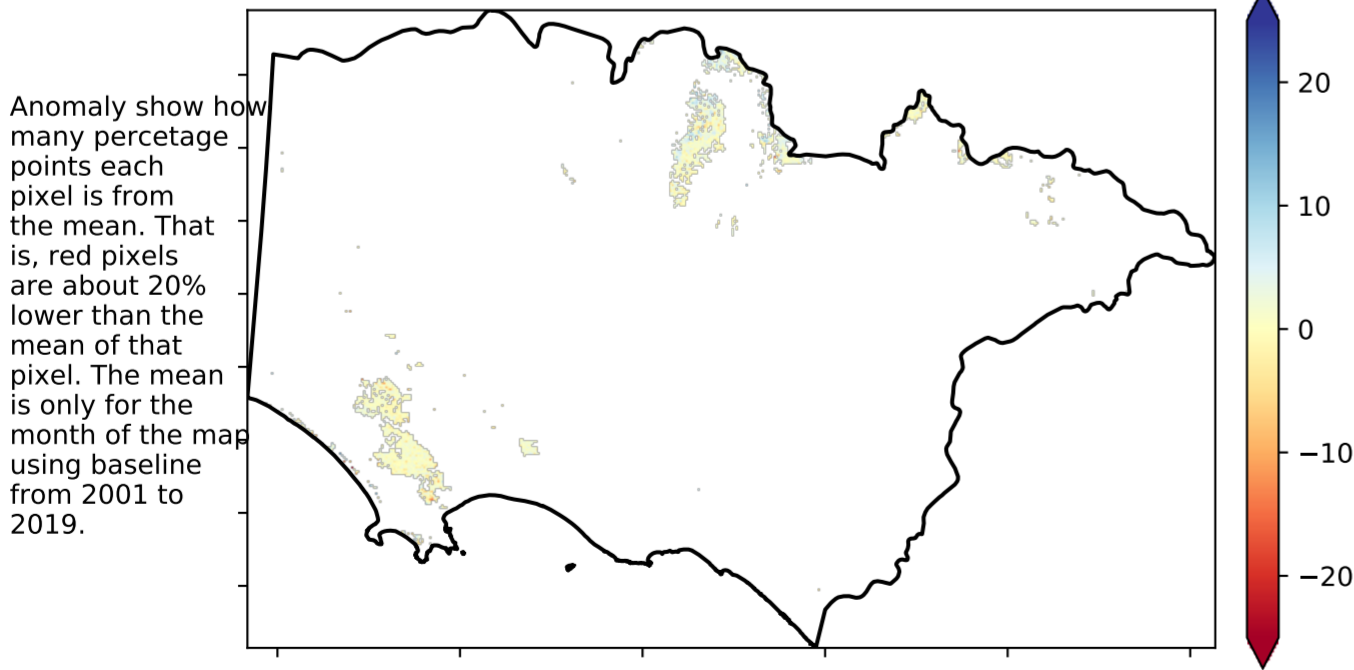 Anomaly show how
many percetage
points each
pixel is from
the mean. That
is, red pixels
are about 20%
lower than the
mean of that
pixel. The mean
is only for the
month of the map
using baseline
from 2001 to
2019.
20
10
0
−10
−20